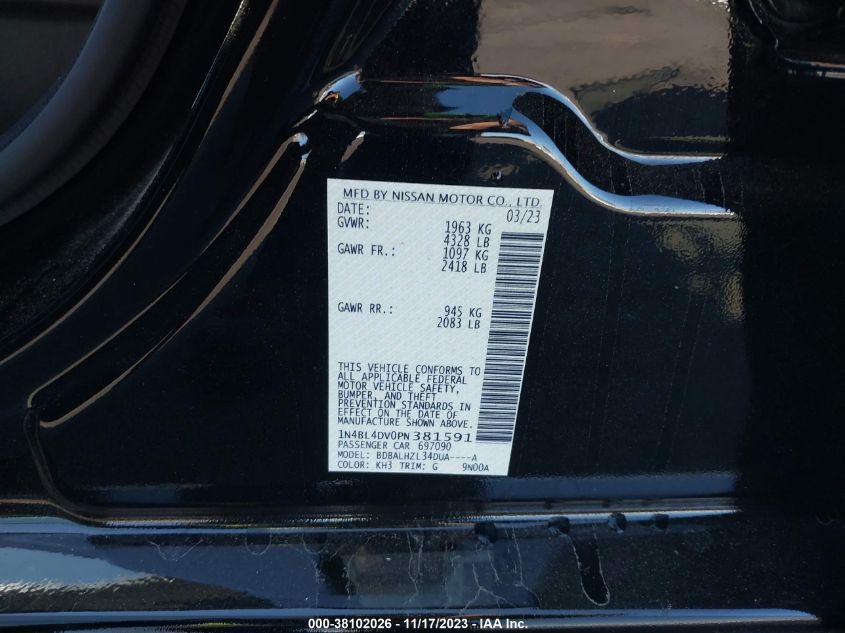 MFD BY NISSAN MOTOR CO., LTD.
DATE: 03/23
GVWR: 1963 KG
4328 LB
GAWR FR.: 1097 KG
2418 LB
GAWR RR.: 945 KG
2083 LB
THIS VEHICLE CONFORMS TO
ALL APPLICABLE FEDERAL
MOTOR VEHICLE SAFETY,
BUMPER, AND THEFT
PREVENTION STANDARDS IN
EFFECT ON THE DATE OF
MANUFACTURE SHOWN ABOVE.
1N4BL4DV0PN381591
PASSENGER CAR 697090
MODEL: BDBALHZL34DUA----A
COLOR: KH3 TRIM: G 9N00A
000-38102026 - 11/17/2023 - IAA Inc.